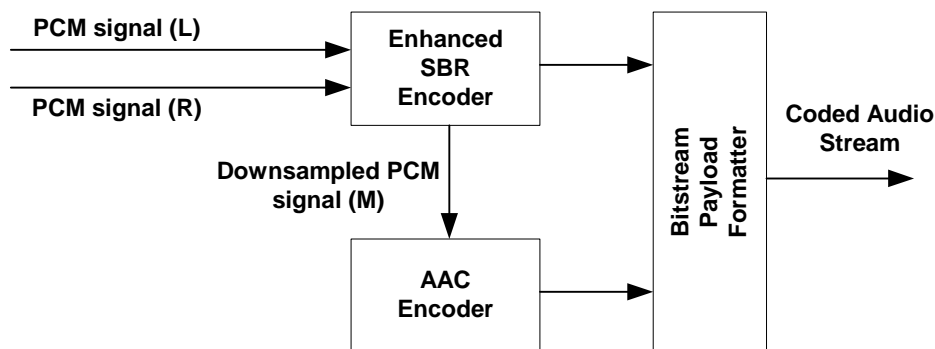 PCM signal (L)
PCM signal (R)
Enhanced
SBR
Encoder
Downsampled PCM
signal (M)
AAC
Encoder
Bitstream
Payload
Formatter
Coded Audio
Stream